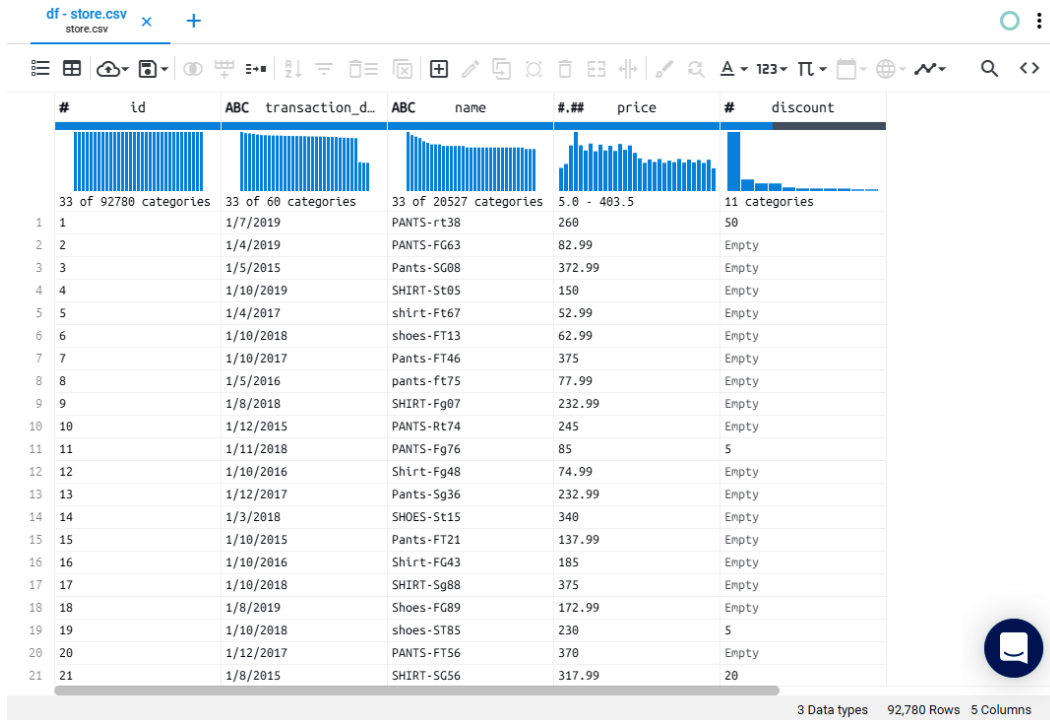 df - store.csv
store.csv
# id ABC transaction_d... ABC name #.## price # discount
33 of 92780 categories 33 of 60 categories 33 of 20527 categories 5.0 - 403.5 11 categories
1 1 1/7/2019 PANTS-rt38 260 50
2 2 1/4/2019 PANTS-FG63 82.99 Empty
3 3 1/5/2015 Pants-SG08 372.99 Empty
4 4 1/10/2019 SHIRT-St05 150 Empty
5 5 1/4/2017 shirt-Ft67 52.99 Empty
6 6 1/10/2018 shoes-FT13 62.99 Empty
7 7 1/10/2017 Pants-FT46 375 Empty
8 8 1/5/2016 pants-ft75 77.99 Empty
9 9 1/8/2018 SHIRT-Fg07 232.99 Empty
10 10 1/12/2015 PANTS-Rt74 245 Empty
11 11 1/11/2018 PANTS-Fg76 85 5
12 12 1/10/2016 Shirt-Fg48 74.99 Empty
13 13 1/12/2017 Pants-Sg36 232.99 Empty
14 14 1/3/2018 SHOES-St15 340 Empty
15 15 1/10/2015 Pants-FT21 137.99 Empty
16 16 1/10/2016 Shirt-FG43 185 Empty
17 17 1/10/2018 SHIRT-Sg88 375 Empty
18 18 1/8/2019 Shoes-FG89 172.99 Empty
19 19 1/10/2018 shoes-ST85 230 5
20 20 1/12/2017 PANTS-FT56 370 Empty
21 21 1/8/2015 SHIRT-SG56 317.99 20
3 Data types 92,780 Rows 5 Columns